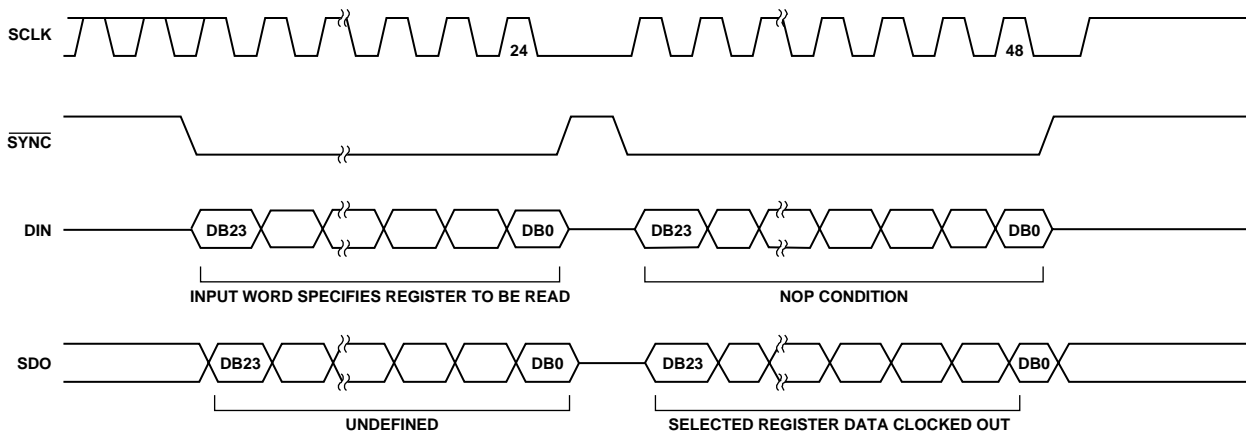 SCLK
24
48
SYNC
DIN
DB23
DB0
DB23
DB0
INPUT WORD SPECIFIES REGISTER TO BE READ
NOP CONDITION
SDO
DB23
DB0
DB23
DB0
UNDEFINED
SELECTED REGISTER DATA CLOCKED OUT